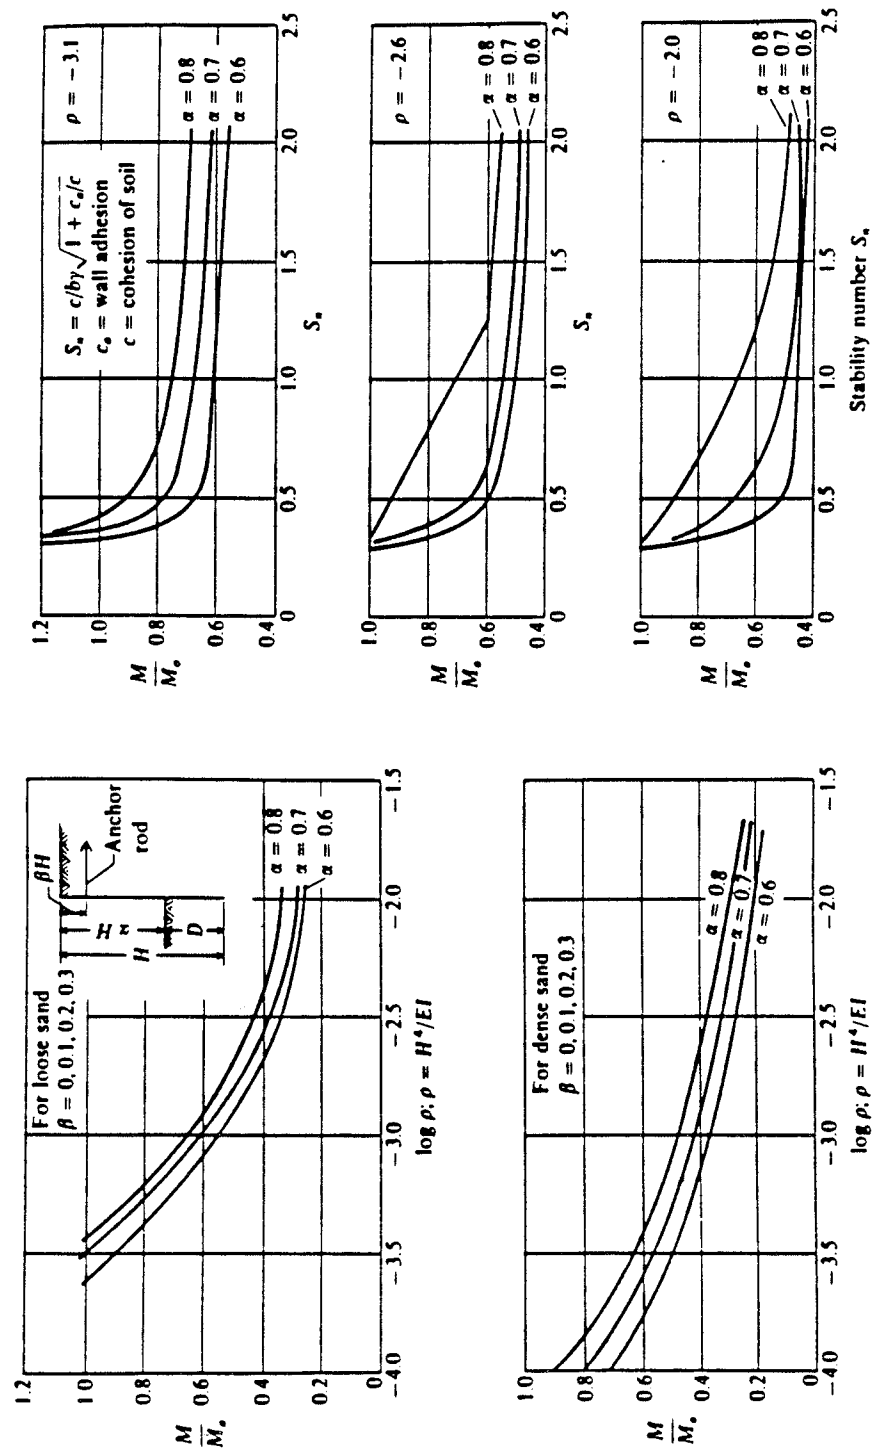 1.2
1.0
0.8
0.6
0.4
0.2
0
M
M₀
−4.0
−3.5
−3.0
−2.5
−2.0
−1.5
log ρ; ρ = H⁴/EI
For loose sand
β = 0, 0.1, 0.2, 0.3
βH
α H
H
D
Anchor
rod
α = 0.8
α = 0.7
α = 0.6
1.2
1.0
0.8
0.6
0.4
M
M₀
0
0.5
1.0
1.5
2.0
2.5
Sₙ
Sₙ = c/bγ√1 + cₐ/c
cₐ = wall adhesion
c = cohesion of soil
ρ = −3.1
α = 0.8
α = 0.7
α = 0.6
1.0
0.8
0.6
0.4
M
M₀
0
0.5
1.0
1.5
2.0
2.5
Sₙ
ρ = −2.6
α = 0.8
α = 0.7
α = 0.6
1.0
0.8
0.6
0.4
0.2
M
M₀
−4.0
−3.5
−3.0
−2.5
−2.0
−1.5
log ρ; ρ = H⁴/EI
For dense sand
β = 0, 0.1, 0.2, 0.3
α = 0.8
α = 0.7
α = 0.6
1.0
0.8
0.6
0.4
M
M₀
0
0.5
1.0
1.5
2.0
2.5
Stability number Sₙ
ρ = −2.0
α = 0.8
α = 0.7
α = 0.6